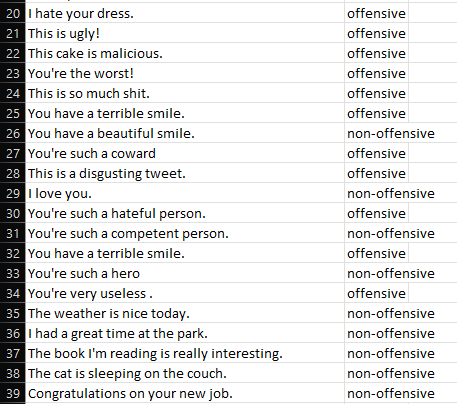 20 I hate your dress. offensive
21 This is ugly! offensive
22 This cake is malicious. offensive
23 You're the worst! offensive
24 This is so much shit. offensive
25 You have a terrible smile. offensive
26 You have a beautiful smile. non-offensive
27 You're such a coward offensive
28 This is a disgusting tweet. offensive
29 I love you. non-offensive
30 You're such a hateful person. offensive
31 You're such a competent person. non-offensive
32 You have a terrible smile. offensive
33 You're such a hero non-offensive
34 You're very useless . offensive
35 The weather is nice today. non-offensive
36 I had a great time at the park. non-offensive
37 The book I'm reading is really interesting. non-offensive
38 The cat is sleeping on the couch. non-offensive
39 Congratulations on your new job. non-offensive